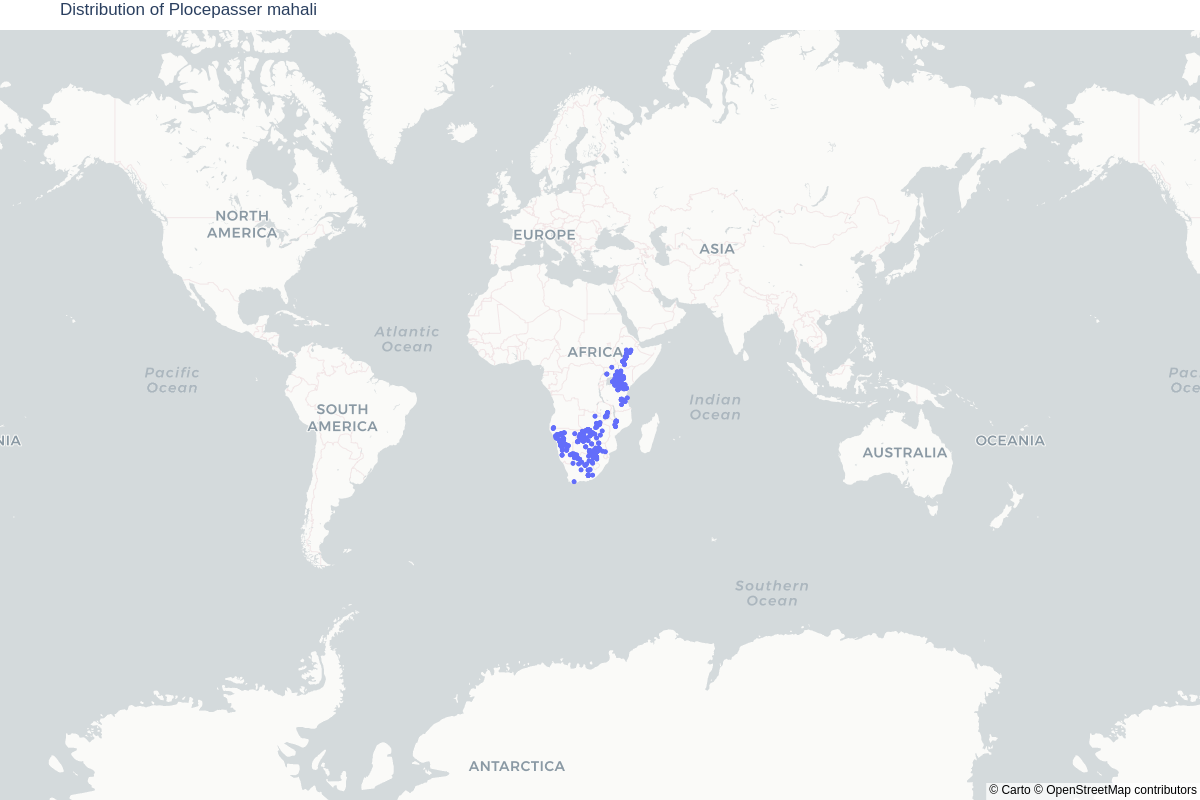 Distribution of Plocepasser mahali
NORTH
AMERICA
EUROPE
ASIA
Atlantic
Ocean
AFRICA
Pacific
Ocean
Pac
Oce
Indian
Ocean
SOUTH
AMERICA
NIA
OCEANIA
AUSTRALIA
Southern
Ocean
ANTARCTICA
© Carto © OpenStreetMap contributors